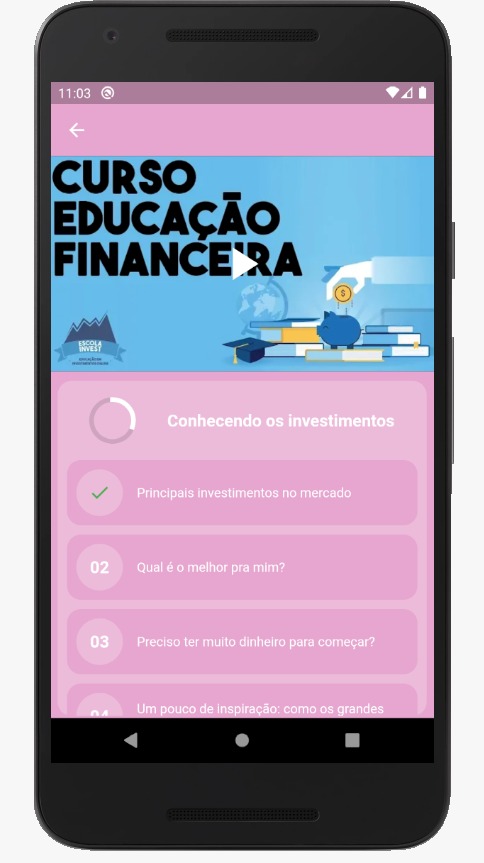 11:03
CURSO
EDUCAÇÃO
FINANCEIRA
ESCOLA
INVEST
Conhecendo os investimentos
Principais investimentos no mercado
02
Qual é o melhor pra mim?
03
Preciso ter muito dinheiro para começar?
04
Um pouco de inspiração: como os grandes